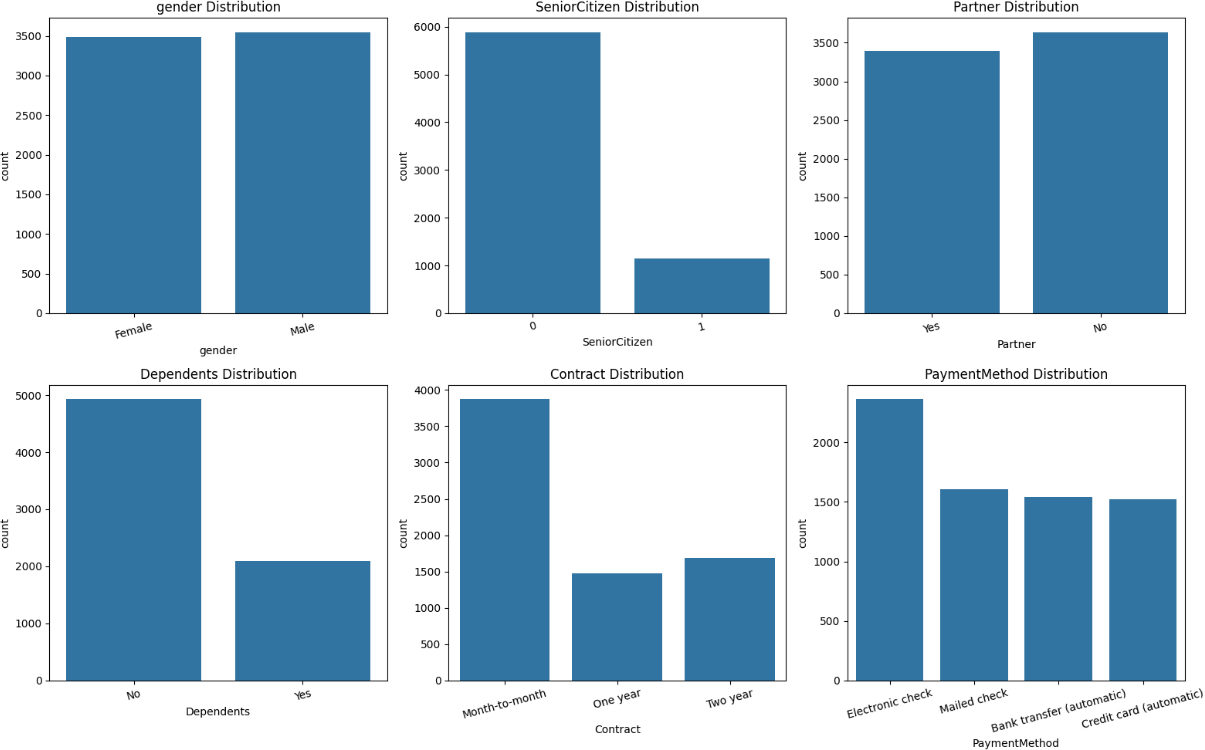 gender Distribution
count
3500
3000
2500
2000
1500
1000
500
0
Female
Male
gender
SeniorCitizen Distribution
count
6000
5000
4000
3000
2000
1000
0
0
1
SeniorCitizen
Partner Distribution
count
3500
3000
2500
2000
1500
1000
500
0
Yes
No
Partner
Dependents Distribution
count
5000
4000
3000
2000
1000
0
No
Yes
Dependents
Contract Distribution
count
4000
3500
3000
2500
2000
1500
1000
500
0
Month-to-month
One year
Two year
Contract
PaymentMethod Distribution
count
2000
1500
1000
500
0
Electronic check
Mailed check
Bank transfer (automatic)
Credit card (automatic)
PaymentMethod